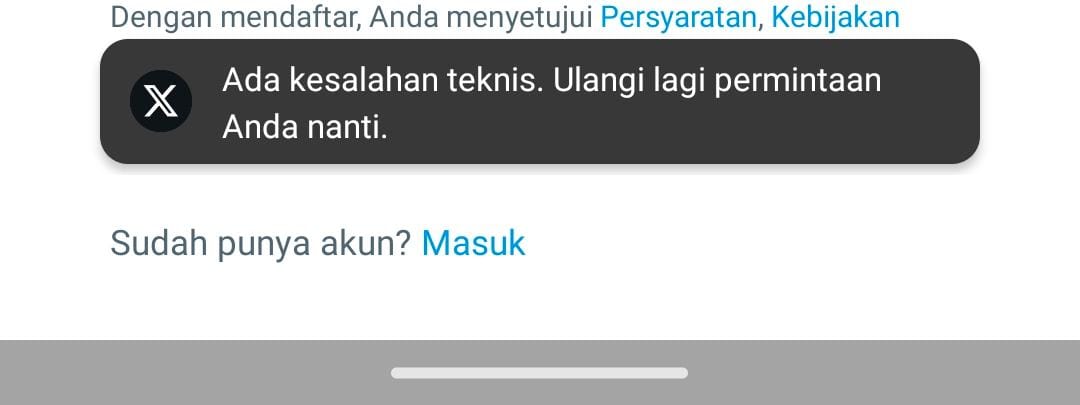 Dengan mendaftar, Anda menyetujui Persyaratan, Kebijakan
Ada kesalahan teknis. Ulangi lagi permintaan
Anda nanti.
Sudah punya akun? Masuk